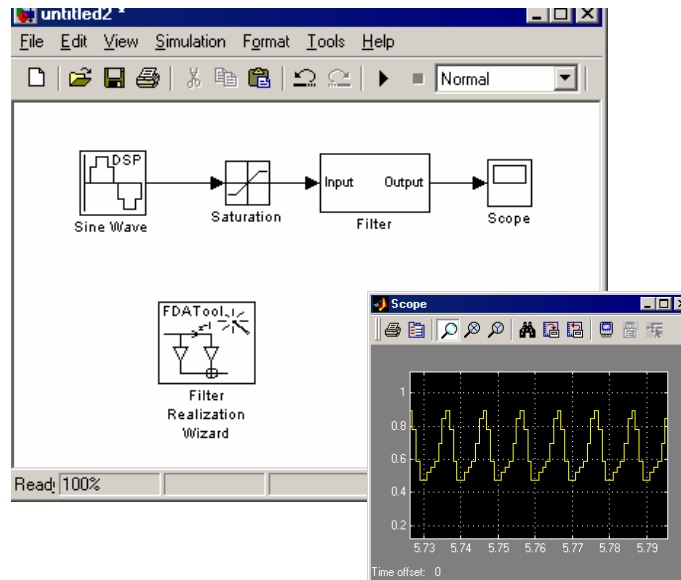 untitled2 *
File Edit View Simulation Format Tools Help
Normal
DSP
Sine Wave
Saturation
Input Output
Filter
Scope
FDATool
z-1
Filter
Realization
Wizard
Read 100%
Scope
1
0.8
0.6
0.4
0.2
5.73 5.74 5.75 5.76 5.77 5.78 5.79
Time offset: 0